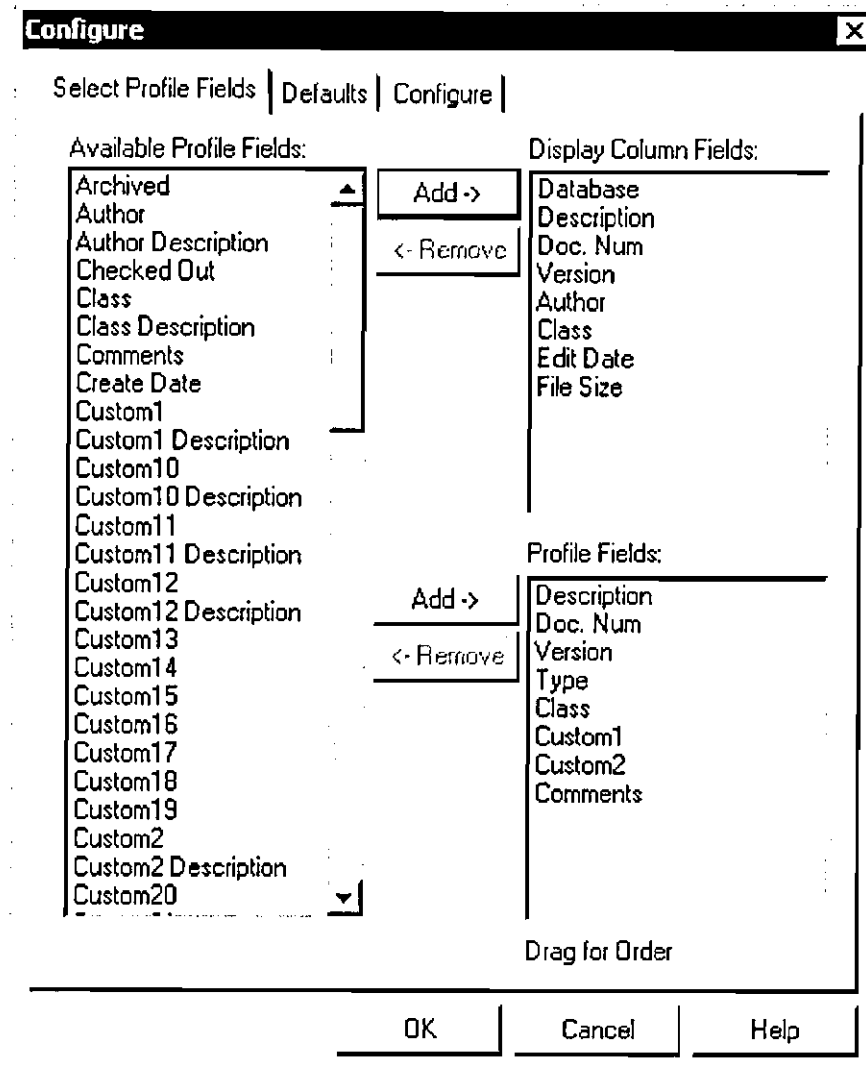 Configure
Select Profile Fields
Defaults
Configure
Available Profile Fields:
Archived
Author
Author Description
Checked Out
Class
Class Description
Comments
Create Date
Custom1
Custom1 Description
Custom10
Custom10 Description
Custom11
Custom11 Description
Custom12
Custom12 Description
Custom13
Custom14
Custom15
Custom16
Custom17
Custom18
Custom19
Custom2
Custom2 Description
Custom20
Add ->
<- Remove
Display Column Fields:
Database
Description
Doc. Num
Version
Author
Class
Edit Date
File Size
Add ->
<- Remove
Profile Fields:
Description
Doc. Num
Version
Type
Class
Custom1
Custom2
Comments
Drag for Order
OK
Cancel
Help